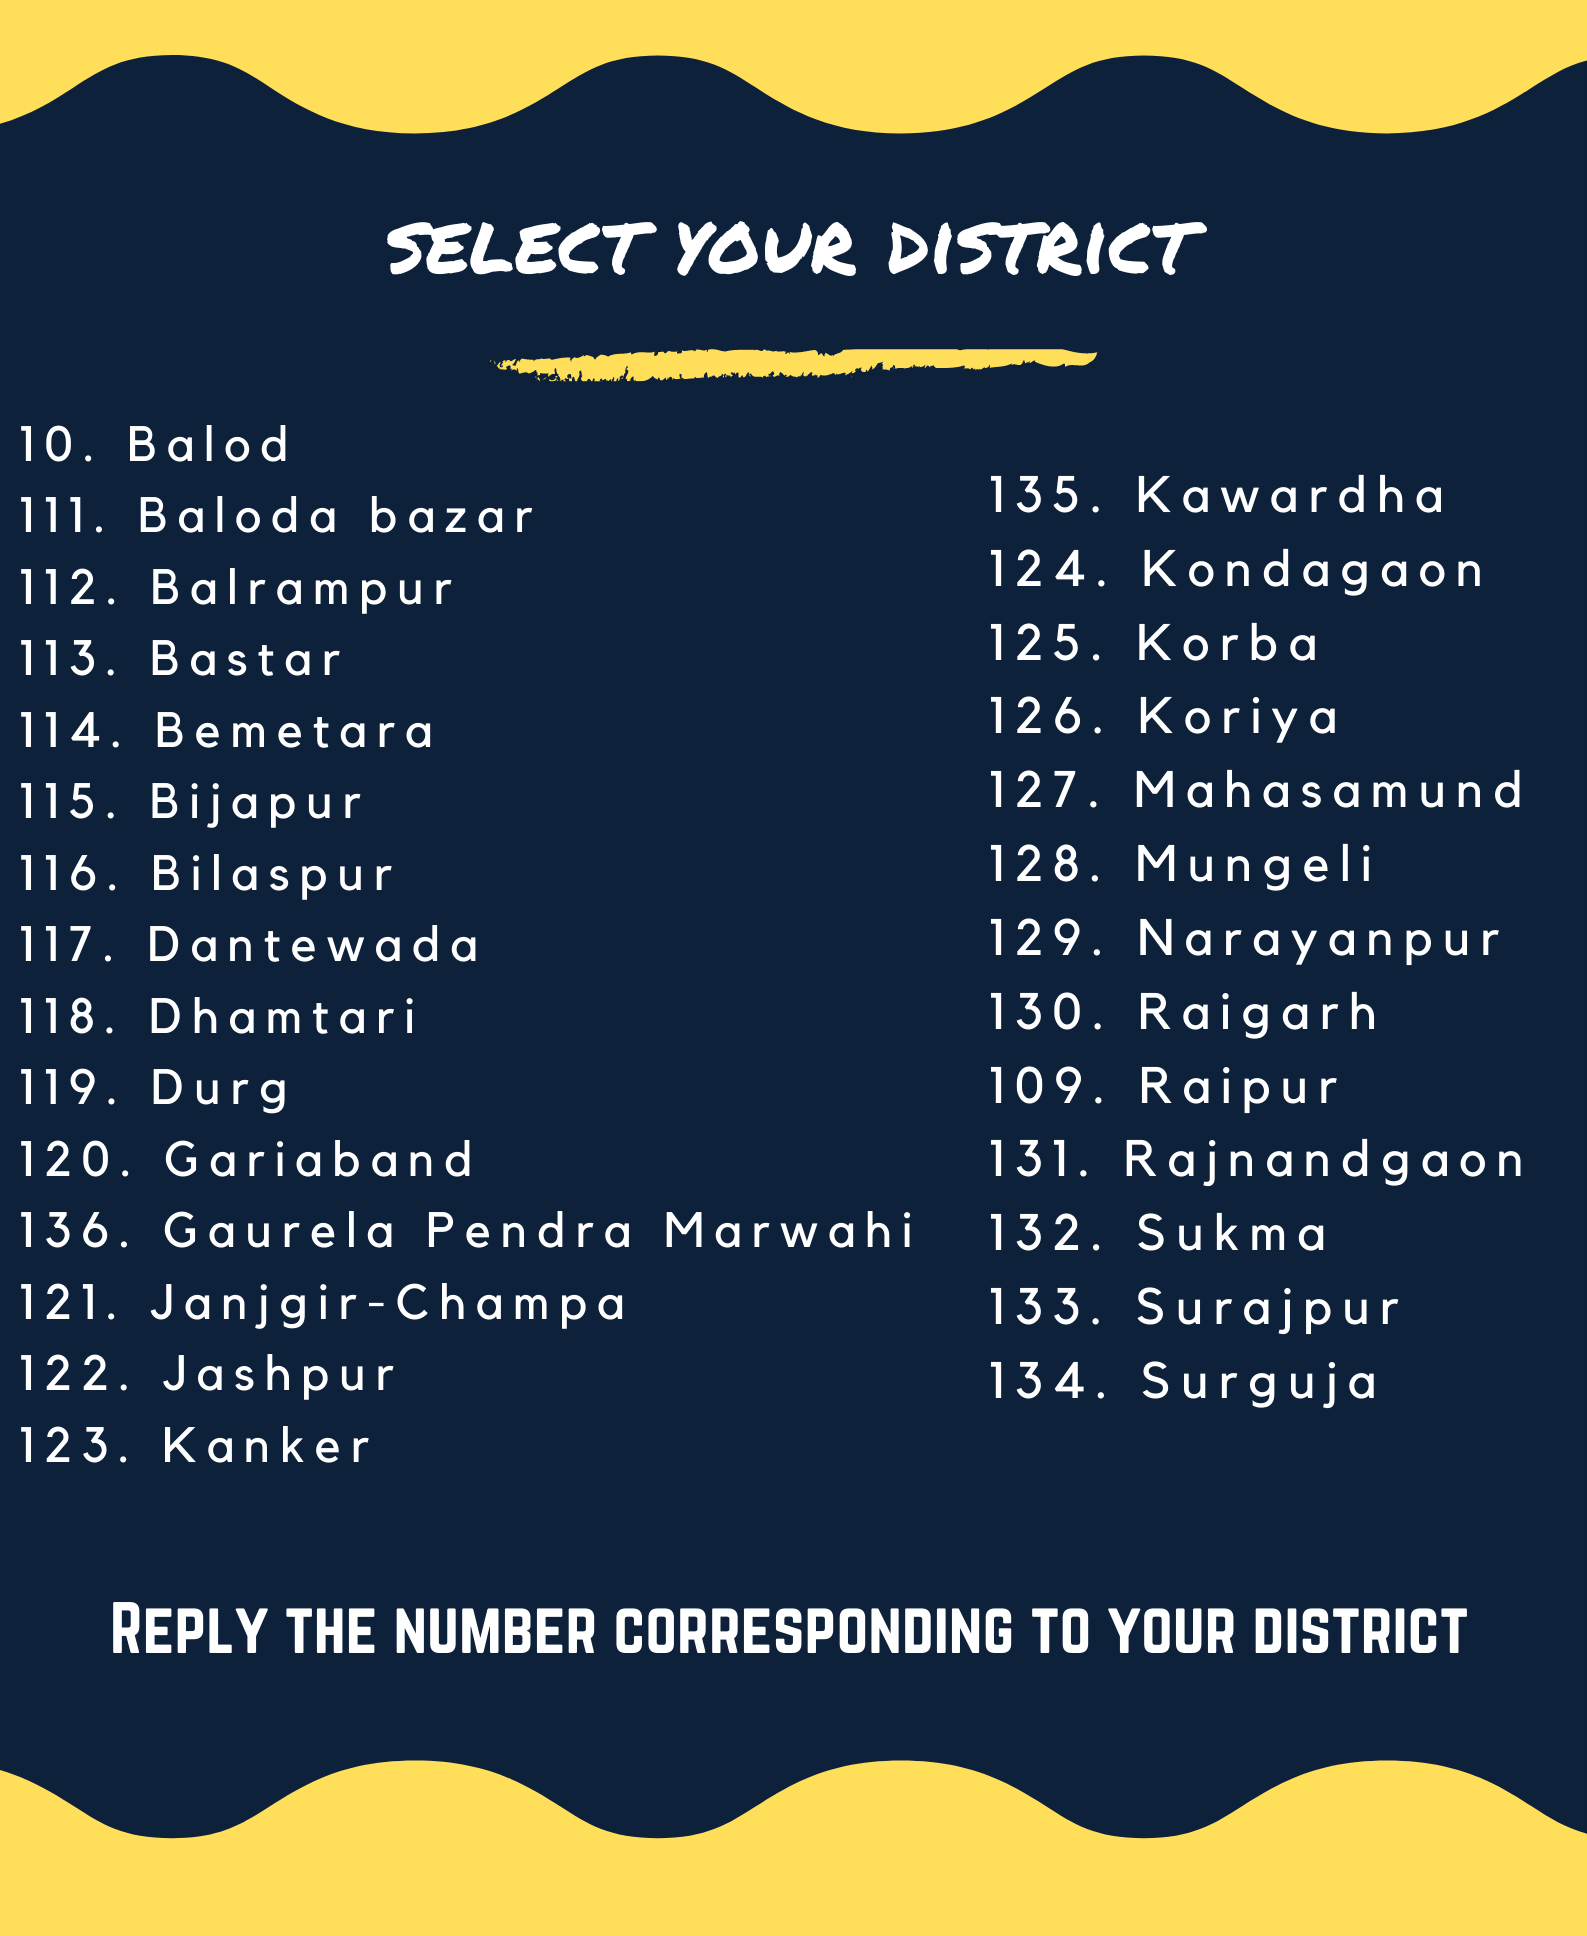 SELECT YOUR DISTRICT
10. Balod
111. Baloda bazar
112. Balrampur
113. Bastar
114. Bemetara
115. Bijapur
116. Bilaspur
117. Dantewada
118. Dhamtari
119. Durg
120. Gariaband
136. Gaurela Pendra Marwahi
121. Janjgir-Champa
122. Jashpur
123. Kanker
135. Kawardha
124. Kondagaon
125. Korba
126. Koriya
127. Mahasamund
128. Mungeli
129. Narayanpur
130. Raigarh
109. Raipur
131. Rajnandgaon
132. Sukma
133. Surajpur
134. Surguja
REPLY THE NUMBER CORRESPONDING TO YOUR DISTRICT